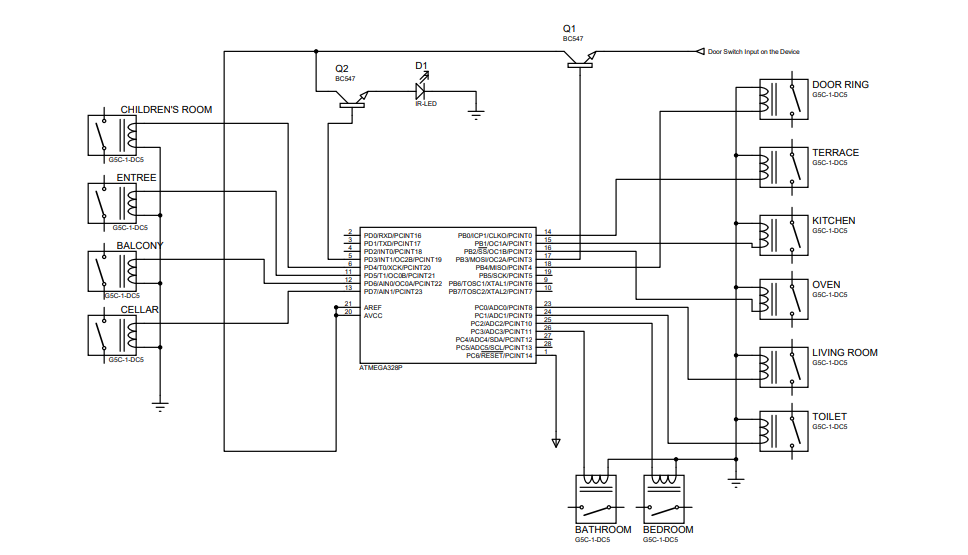 Q1
BC547
Door Switch Input on the Device
Q2
BC547
D1
IR-LED
DOOR RING
G5C-1-DC5
CHILDREN'S ROOM
G5C-1-DC5
TERRACE
G5C-1-DC5
ENTREE
G5C-1-DC5
KITCHEN
G5C-1-DC5
BALCONY
G5C-1-DC5
OVEN
G5C-1-DC5
CELLAR
G5C-1-DC5
LIVING ROOM
G5C-1-DC5
TOILET
G5C-1-DC5
2 PD0/RXD/PCINT16 PB0/ICP1/CLKO/PCINT0 14
3 PD1/TXD/PCINT17 PB1/OC1A/PCINT1 15
4 PD2/INT0/PCINT18 PB2/SS/OC1B/PCINT2 16
5 PD3/INT1/OC2B/PCINT19 PB3/MOSI/OC2A/PCINT3 17
6 PD4/T0/XCK/PCINT20 PB4/MISO/PCINT4 18
11 PD5/T1/OC0B/PCINT21 PB5/SCK/PCINT5 19
12 PD6/AIN0/OC0A/PCINT22 PB6/TOSC1/XTAL1/PCINT6 9
13 PD7/AIN1/PCINT23 PB7/TOSC2/XTAL2/PCINT7 10
21 AREF PC0/ADC0/PCINT8 23
20 AVCC PC1/ADC1/PCINT9 24
PC2/ADC2/PCINT10 25
PC3/ADC3/PCINT11 26
PC4/ADC4/SDA/PCINT12 27
PC5/ADC5/SCL/PCINT13 28
PC6/RESET/PCINT14 1
ATMEGA328P
BATHROOM
G5C-1-DC5
BEDROOM
G5C-1-DC5